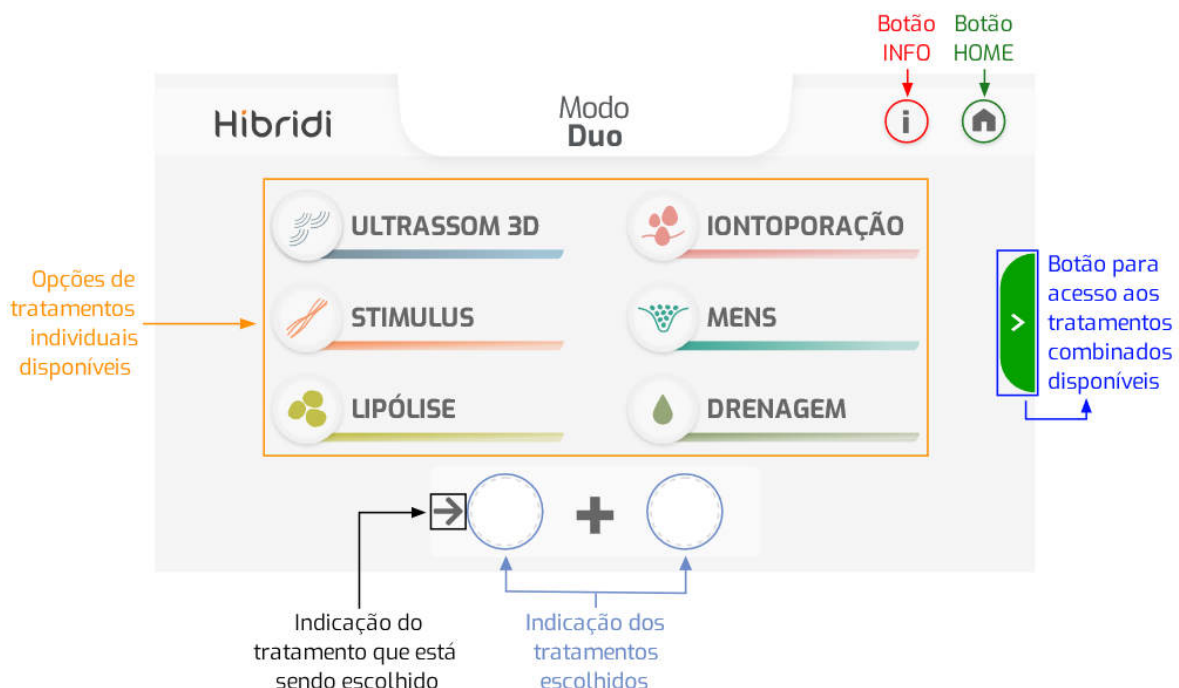 Botão
INFO
Botão
HOME
Hibridi
Modo
Duo
i
ULTRASSOM 3D
IONTOPORAÇÃO
STIMULUS
MENS
LIPÓLISE
DRENAGEM
Opções de
tratamentos
individuais
disponíveis
Botão para
acesso aos
tratamentos
combinados
disponíveis
Indicação do
tratamento que está
sendo escolhido
Indicação dos
tratamentos
escolhidos